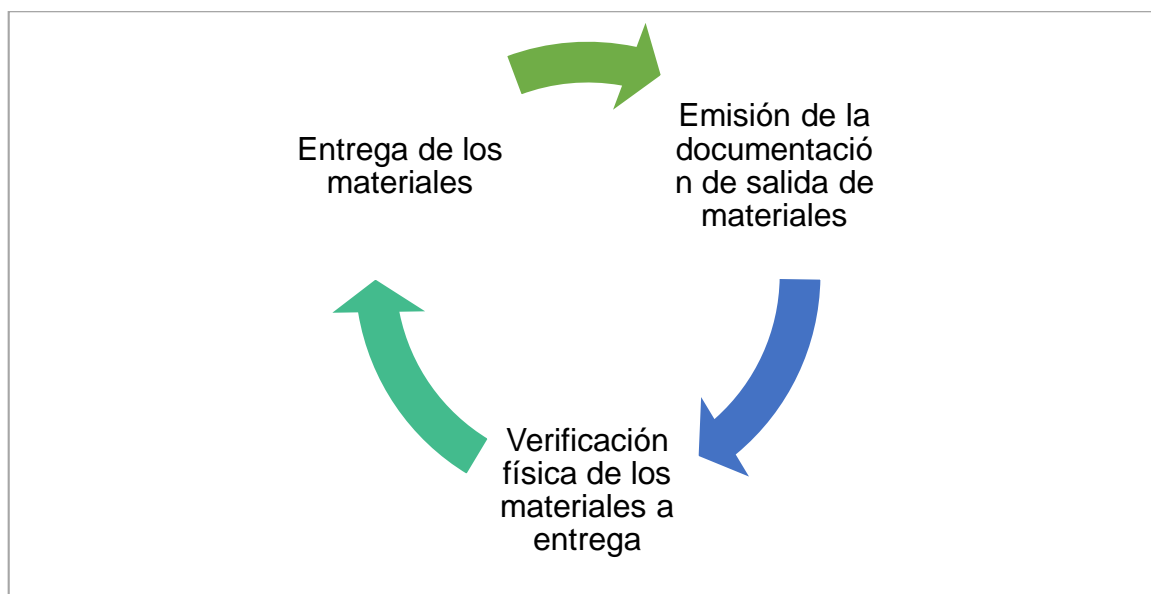 Entrega de los
materiales
Emisión de la
documentació
n de salida de
materiales
Verificación
física de los
materiales a
entrega